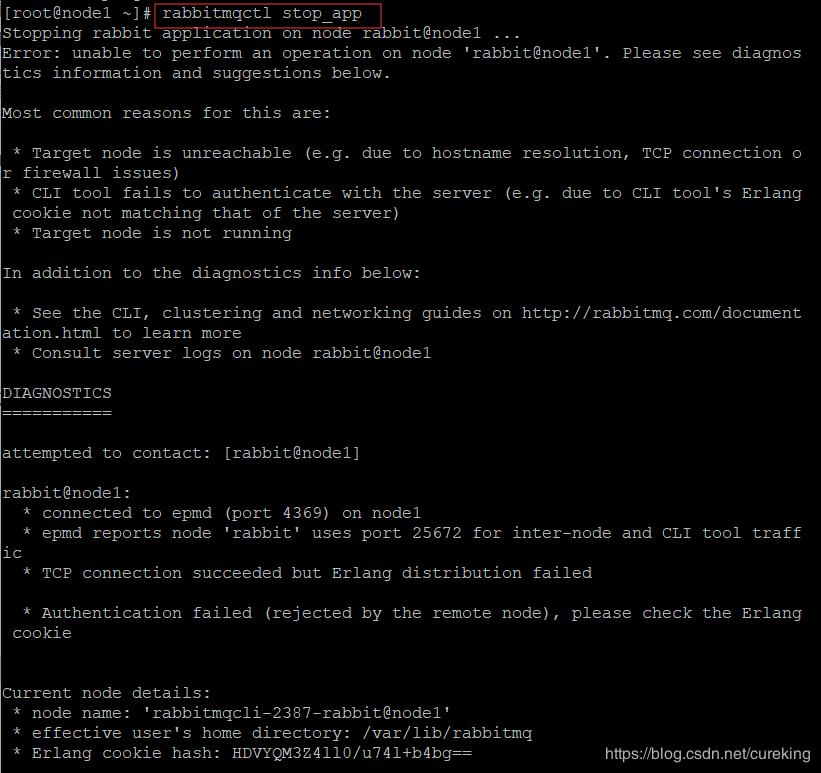 [root@node1 ~]# rabbitmqctl stop_app
Stopping rabbit application on node rabbit@node1 ...
Error: unable to perform an operation on node 'rabbit@node1'. Please see diagnos
tics information and suggestions below.

Most common reasons for this are:

 * Target node is unreachable (e.g. due to hostname resolution, TCP connection o
r firewall issues)
 * CLI tool fails to authenticate with the server (e.g. due to CLI tool's Erlang
 cookie not matching that of the server)
 * Target node is not running

In addition to the diagnostics info below:

 * See the CLI, clustering and networking guides on http://rabbitmq.com/document
ation.html to learn more
 * Consult server logs on node rabbit@node1

DIAGNOSTICS
===========

attempted to contact: [rabbit@node1]

rabbit@node1:
  * connected to epmd (port 4369) on node1
  * epmd reports node 'rabbit' uses port 25672 for inter-node and CLI tool traff
ic
  * TCP connection succeeded but Erlang distribution failed

  * Authentication failed (rejected by the remote node), please check the Erlang
 cookie

Current node details:
 * node name: 'rabbitmqcli-2387-rabbit@node1'
 * effective user's home directory: /var/lib/rabbitmq
 * Erlang cookie hash: HDVYQM3Z4ll0/u74l+b4bg==
https://blog.csdn.net/cureking